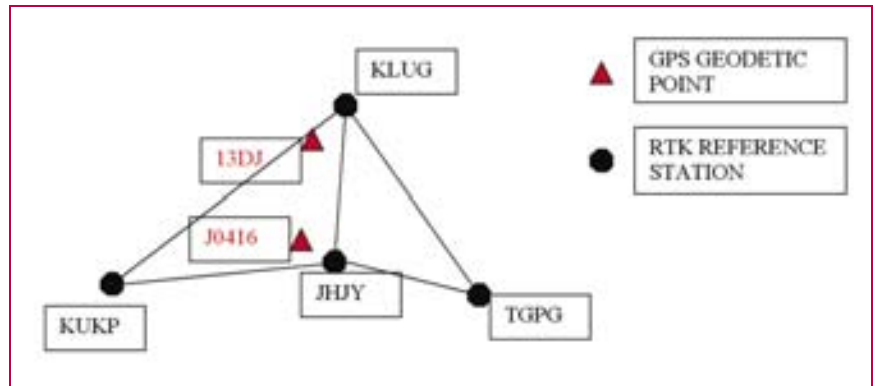 KLUG
GPS GEODETIC
POINT
13DJ
RTK REFERENCE
STATION
J0416
JHJY
TGPG
KUKP